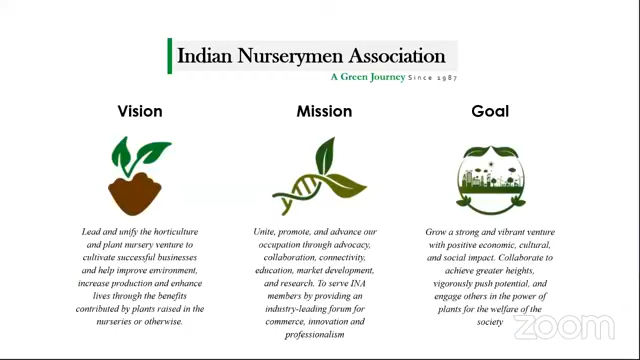 Indian Nurserymen Association
A Green Journey Since 1987
Vision
Lead and unify the horticulture
and plant nursery venture to
cultivate successful businesses
and help improve environment,
increase production and enhance
lives through the benefits
contributed by plants raised in the
nurseries or otherwise.
Mission
Unite, promote, and advance our
occupation through advocacy,
collaboration, connectivity,
education, market development,
and research. To serve INA
members by providing an
industry-leading forum for
commerce, innovation and
professionalism
Goal
Grow a strong and vibrant venture
with positive economic, cultural,
and social impact. Collaborate to
achieve greater heights,
vigorously push potential, and
engage others in the power of
plants for the welfare of the
society
zoom